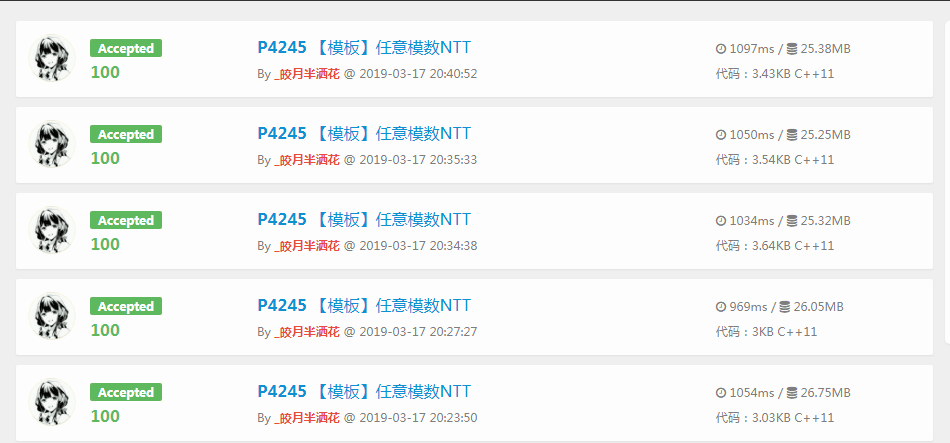 Accepted P4245 【模板】任意模数NTT 1097ms / 25.38MB
100 By _皎月半洒花 @ 2019-03-17 20:40:52 代码：3.43KB C++11
Accepted P4245 【模板】任意模数NTT 1050ms / 25.25MB
100 By _皎月半洒花 @ 2019-03-17 20:35:33 代码：3.54KB C++11
Accepted P4245 【模板】任意模数NTT 1034ms / 25.32MB
100 By _皎月半洒花 @ 2019-03-17 20:34:38 代码：3.64KB C++11
Accepted P4245 【模板】任意模数NTT 969ms / 26.05MB
100 By _皎月半洒花 @ 2019-03-17 20:27:27 代码：3KB C++11
Accepted P4245 【模板】任意模数NTT 1054ms / 26.75MB
100 By _皎月半洒花 @ 2019-03-17 20:23:50 代码：3.03KB C++11